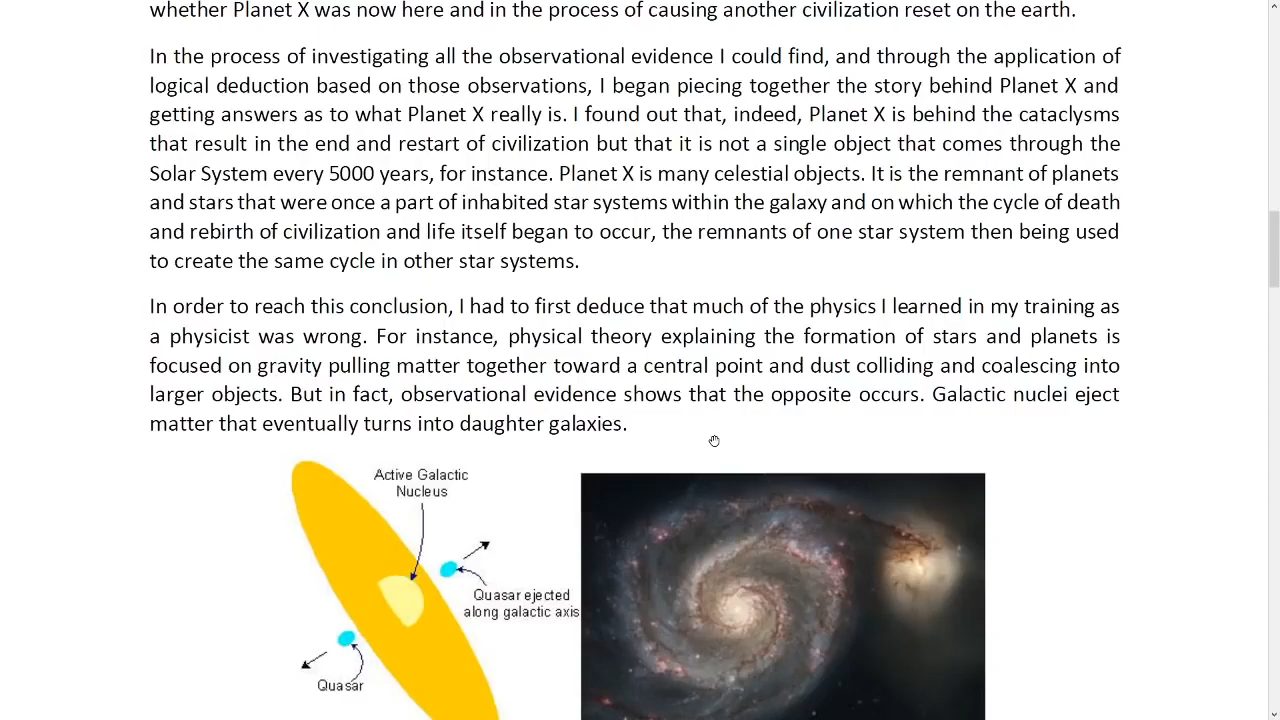 whether Planet X was now here and in the process of causing another civilization reset on the earth.
In the process of investigating all the observational evidence I could find, and through the application of
logical deduction based on those observations, I began piecing together the story behind Planet X and
getting answers as to what Planet X really is. I found out that, indeed, Planet X is behind the cataclysms
that result in the end and restart of civilization but that it is not a single object that comes through the
Solar System every 5000 years, for instance. Planet X is many celestial objects. It is the remnant of planets
and stars that were once a part of inhabited star systems within the galaxy and on which the cycle of death
and rebirth of civilization and life itself began to occur, the remnants of one star system then being used
to create the same cycle in other star systems.
In order to reach this conclusion, I had to first deduce that much of the physics I learned in my training as
a physicist was wrong. For instance, physical theory explaining the formation of stars and planets is
focused on gravity pulling matter together toward a central point and dust colliding and coalescing into
larger objects. But in fact, observational evidence shows that the opposite occurs. Galactic nuclei eject
matter that eventually turns into daughter galaxies.
Active Galactic
Nucleus
Quasar ejected
along galactic axis
Quasar